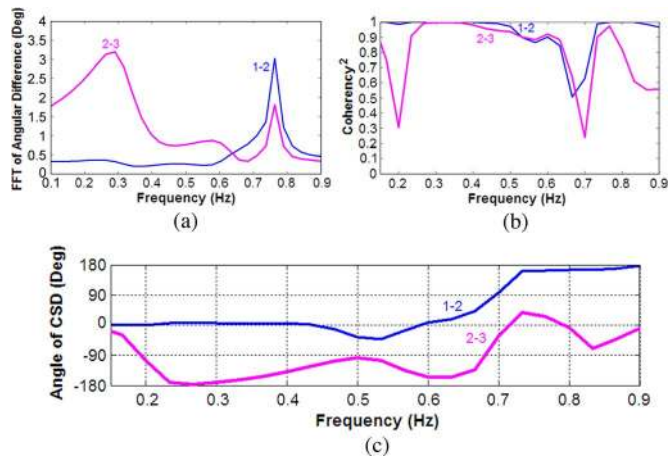 FFT of Angular Difference (Deg)
4
3.5
3
2.5
2
1.5
1
0.5
0
2-3
1-2
0.1 0.2 0.3 0.4 0.5 0.6 0.7 0.8 0.9
Frequency (Hz)
(a)
Coherency²
1
0.9
0.8
0.7
0.6
0.5
0.4
0.3
0.2
0.1
0
1-2
2-3
0.2 0.3 0.4 0.5 0.6 0.7 0.8 0.9
Frequency (Hz)
(b)
Angle of CSD (Deg)
180
90
0
-90
-180
1-2
2-3
0.2 0.3 0.4 0.5 0.6 0.7 0.8 0.9
Frequency (Hz)
(c)